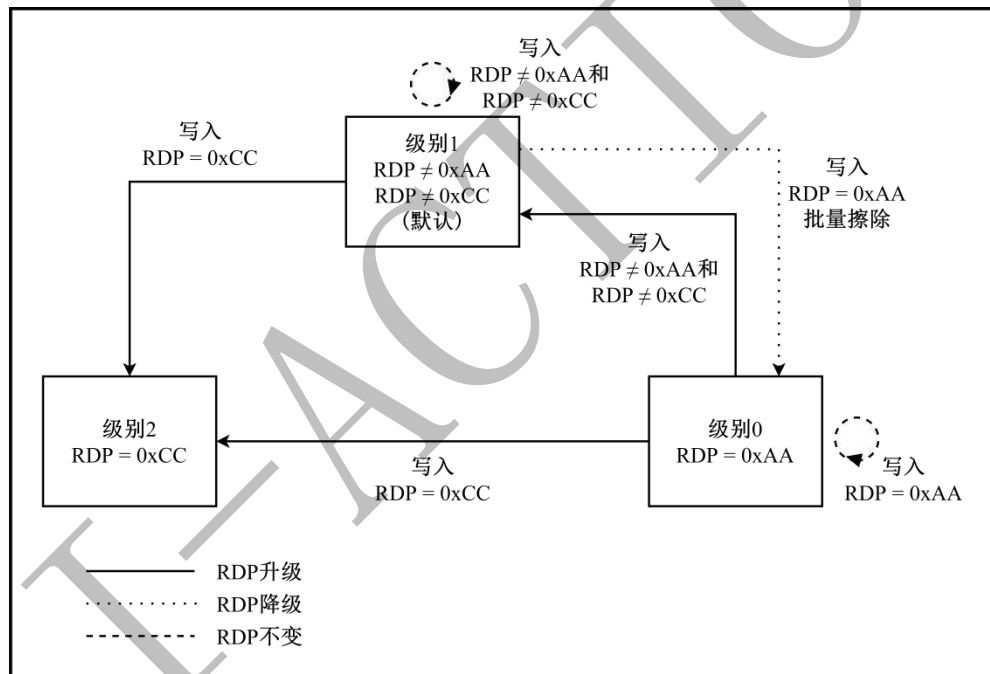 写入
RDP ≠ 0xAA和
RDP ≠ 0xCC
写入
RDP = 0xCC
级别1
RDP ≠ 0xAA
RDP ≠ 0xCC
(默认)
写入
RDP = 0xAA
批量擦除
写入
RDP ≠ 0xAA和
RDP ≠ 0xCC
级别2
RDP = 0xCC
级别0
RDP = 0xAA
写入
RDP = 0xCC
写入
RDP = 0xAA
RDP升级
RDP降级
RDP不变